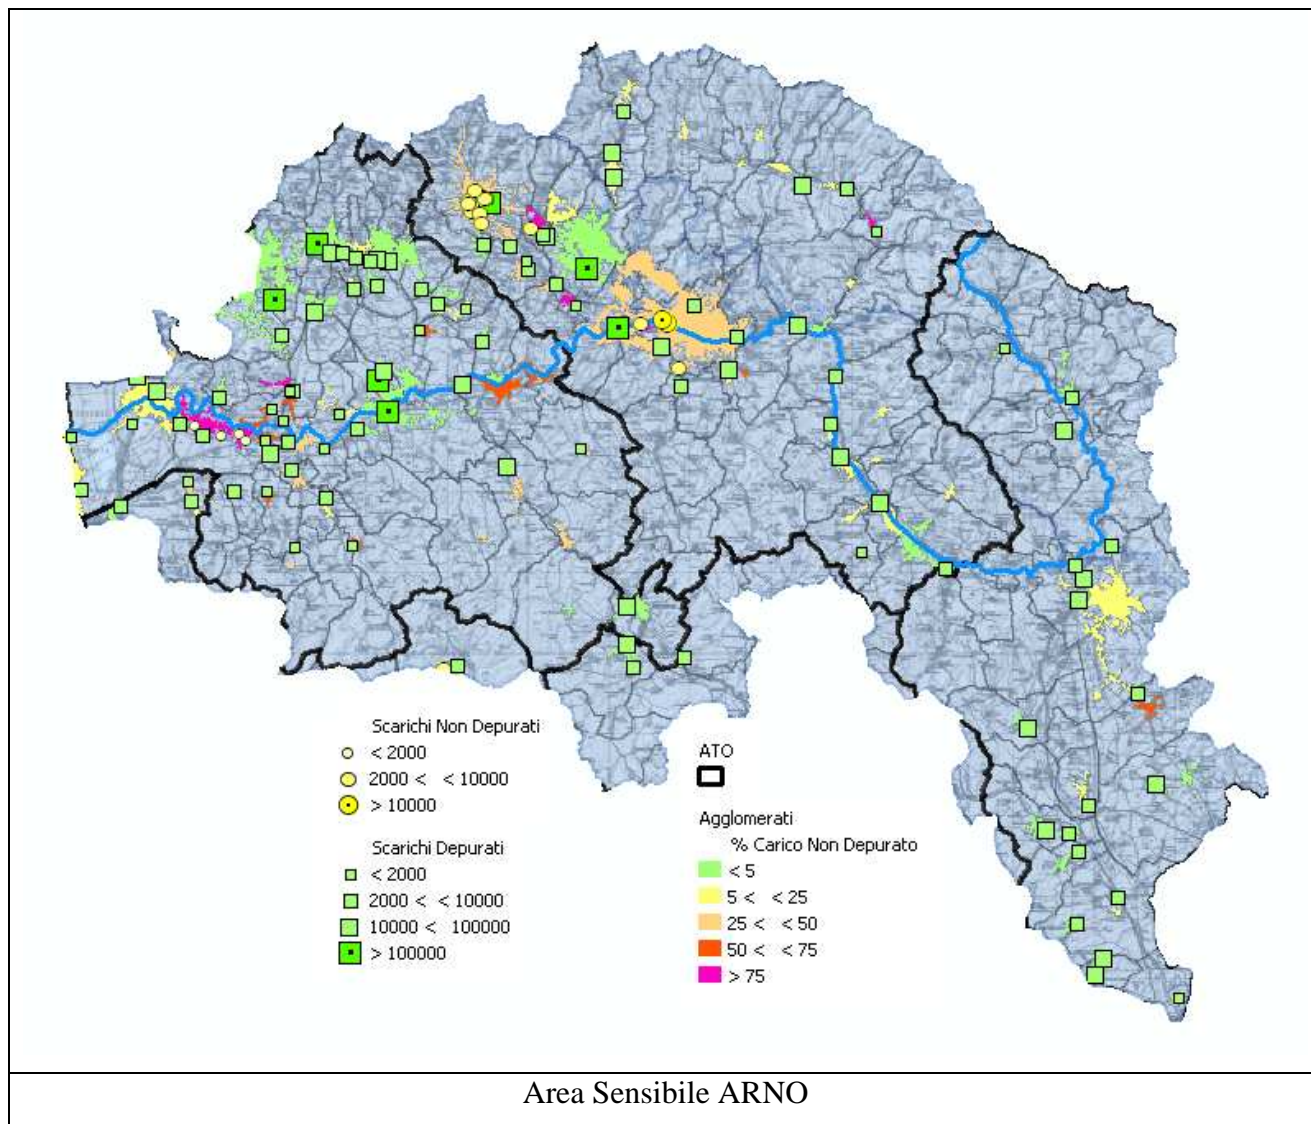 Scarichi Non Depurati
< 2000
2000 < < 10000
> 10000
Scarichi Depurati
< 2000
2000 < < 10000
10000 < 100000
> 100000
ATO
Agglomerati
% Carico Non Depurato
< 5
5 < < 25
25 < < 50
50 < < 75
> 75
Area Sensibile ARNO